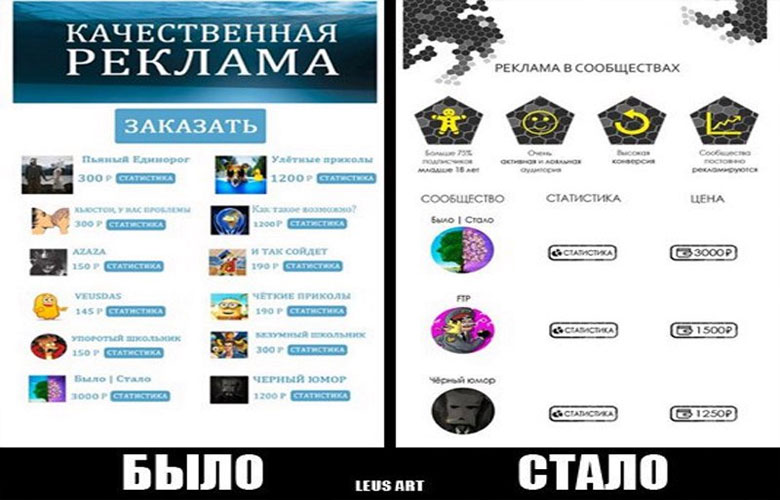 КАЧЕСТВЕННАЯ
РЕКЛАМА
ЗАКАЗАТЬ
Пьяный Единорог
300 Р СТАТИСТИКА
Улётные приколы
1200 Р СТАТИСТИКА
ХЬЮСТОН, У НАС ПРОБЛЕМЫ
300 Р СТАТИСТИКА
Как такое возможно?
1200 Р СТАТИСТИКА
AZAZA
150 Р СТАТИСТИКА
И ТАК СОЙДЕТ
190 Р СТАТИСТИКА
VEUSDAS
145 Р СТАТИСТИКА
ЧЁТКИЕ ПРИКОЛЫ
190 Р СТАТИСТИКА
УПОРОТЫЙ ШКОЛЬНИК
150 Р СТАТИСТИКА
БЕЗУМНЫЙ ШКОЛЬНИК
300 Р СТАТИСТИКА
Было | Стало
3000 Р СТАТИСТИКА
ЧЕРНЫЙ ЮМОР
1200 Р СТАТИСТИКА
РЕКЛАМА В СООБЩЕСТВАХ
Больше 75%
подписчиков
младше 18 лет
Очень
активная и лояльная
аудитория
Высокая
конверсия
Сообщества
постоянно
рекламируются
СООБЩЕСТВО СТАТИСТИКА ЦЕНА
Было | Стало
СТАТИСТИКА 3000₽
FTP
СТАТИСТИКА 1500₽
Чёрный юмор
СТАТИСТИКА 1250₽
БЫЛО LEUS ART СТАЛО